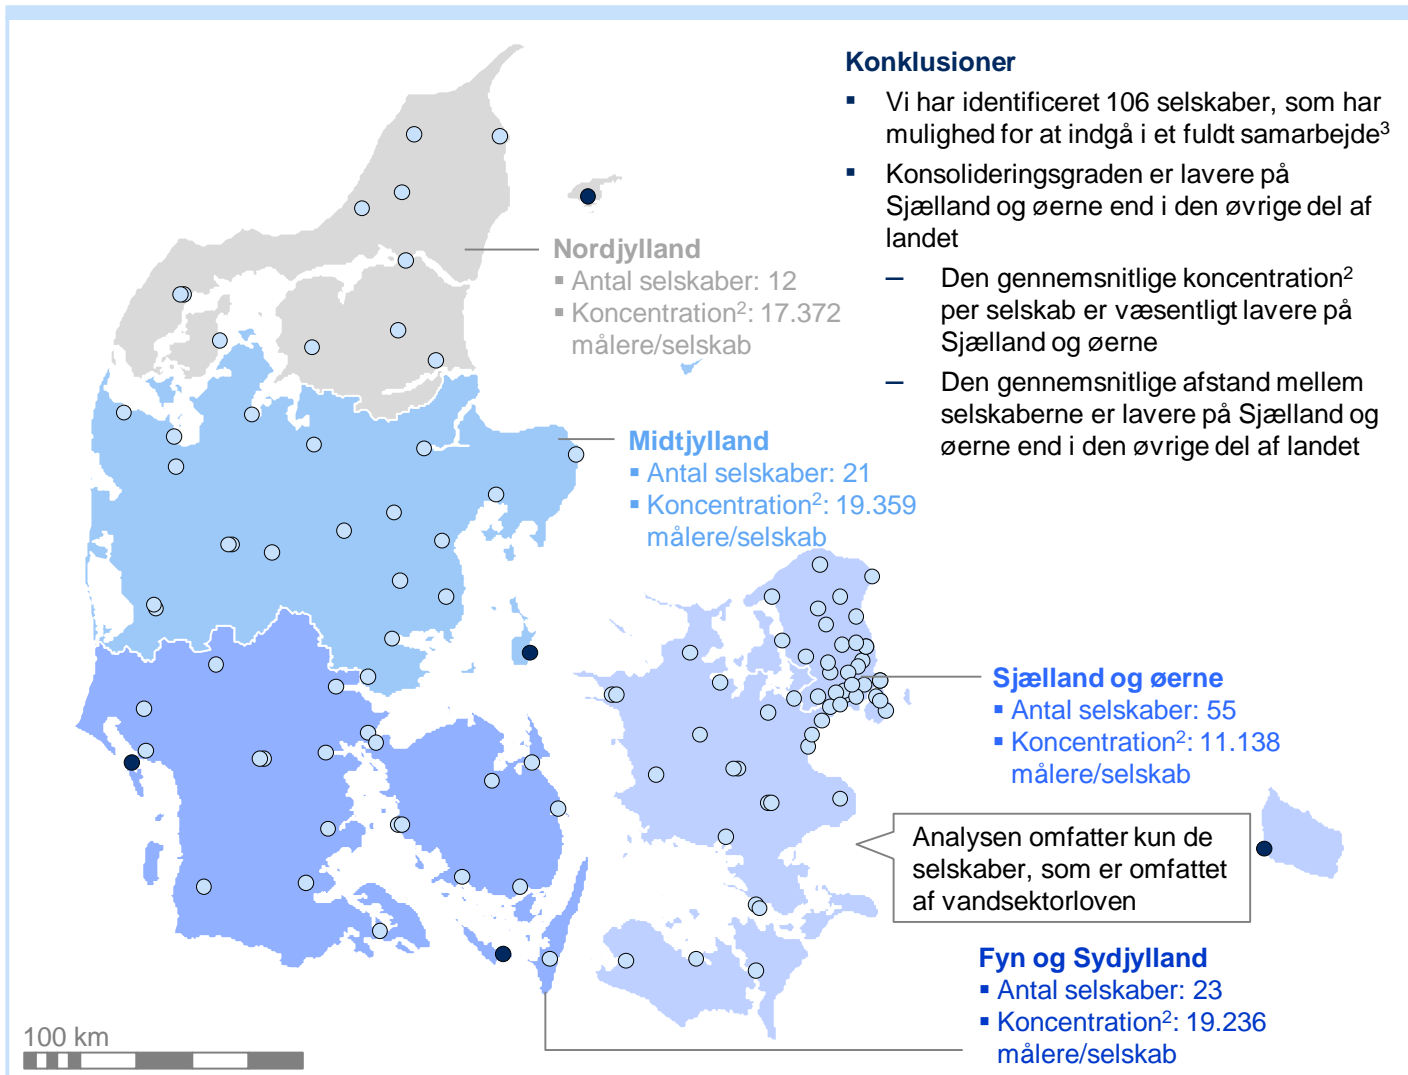 Konklusioner
▪ Vi har identificeret 106 selskaber, som har
mulighed for at indgå i et fuldt samarbejde³
▪ Konsolideringsgraden er lavere på
Sjælland og øerne end i den øvrige del af
landet
– Den gennemsnitlige koncentration²
per selskab er væsentligt lavere på
Sjælland og øerne
– Den gennemsnitlige afstand mellem
selskaberne er lavere på Sjælland og
øerne end i den øvrige del af landet
Nordjylland
▪ Antal selskaber: 12
▪ Koncentration²: 17.372
målere/selskab
Midtjylland
▪ Antal selskaber: 21
▪ Koncentration²: 19.359
målere/selskab
Sjælland og øerne
▪ Antal selskaber: 55
▪ Koncentration²: 11.138
målere/selskab
Analysen omfatter kun de
selskaber, som er omfattet
af vandsektorloven
Fyn og Sydjylland
▪ Antal selskaber: 23
▪ Koncentration²: 19.236
målere/selskab
100 km